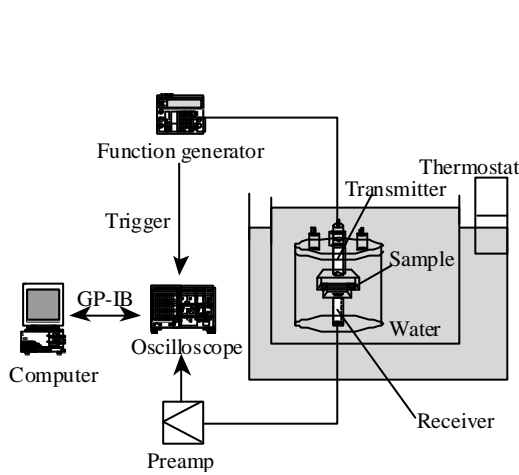 Function generator
Thermostat
Transmitter
Trigger
Sample
GP-IB
Water
Oscilloscope
Computer
Receiver
Preamp